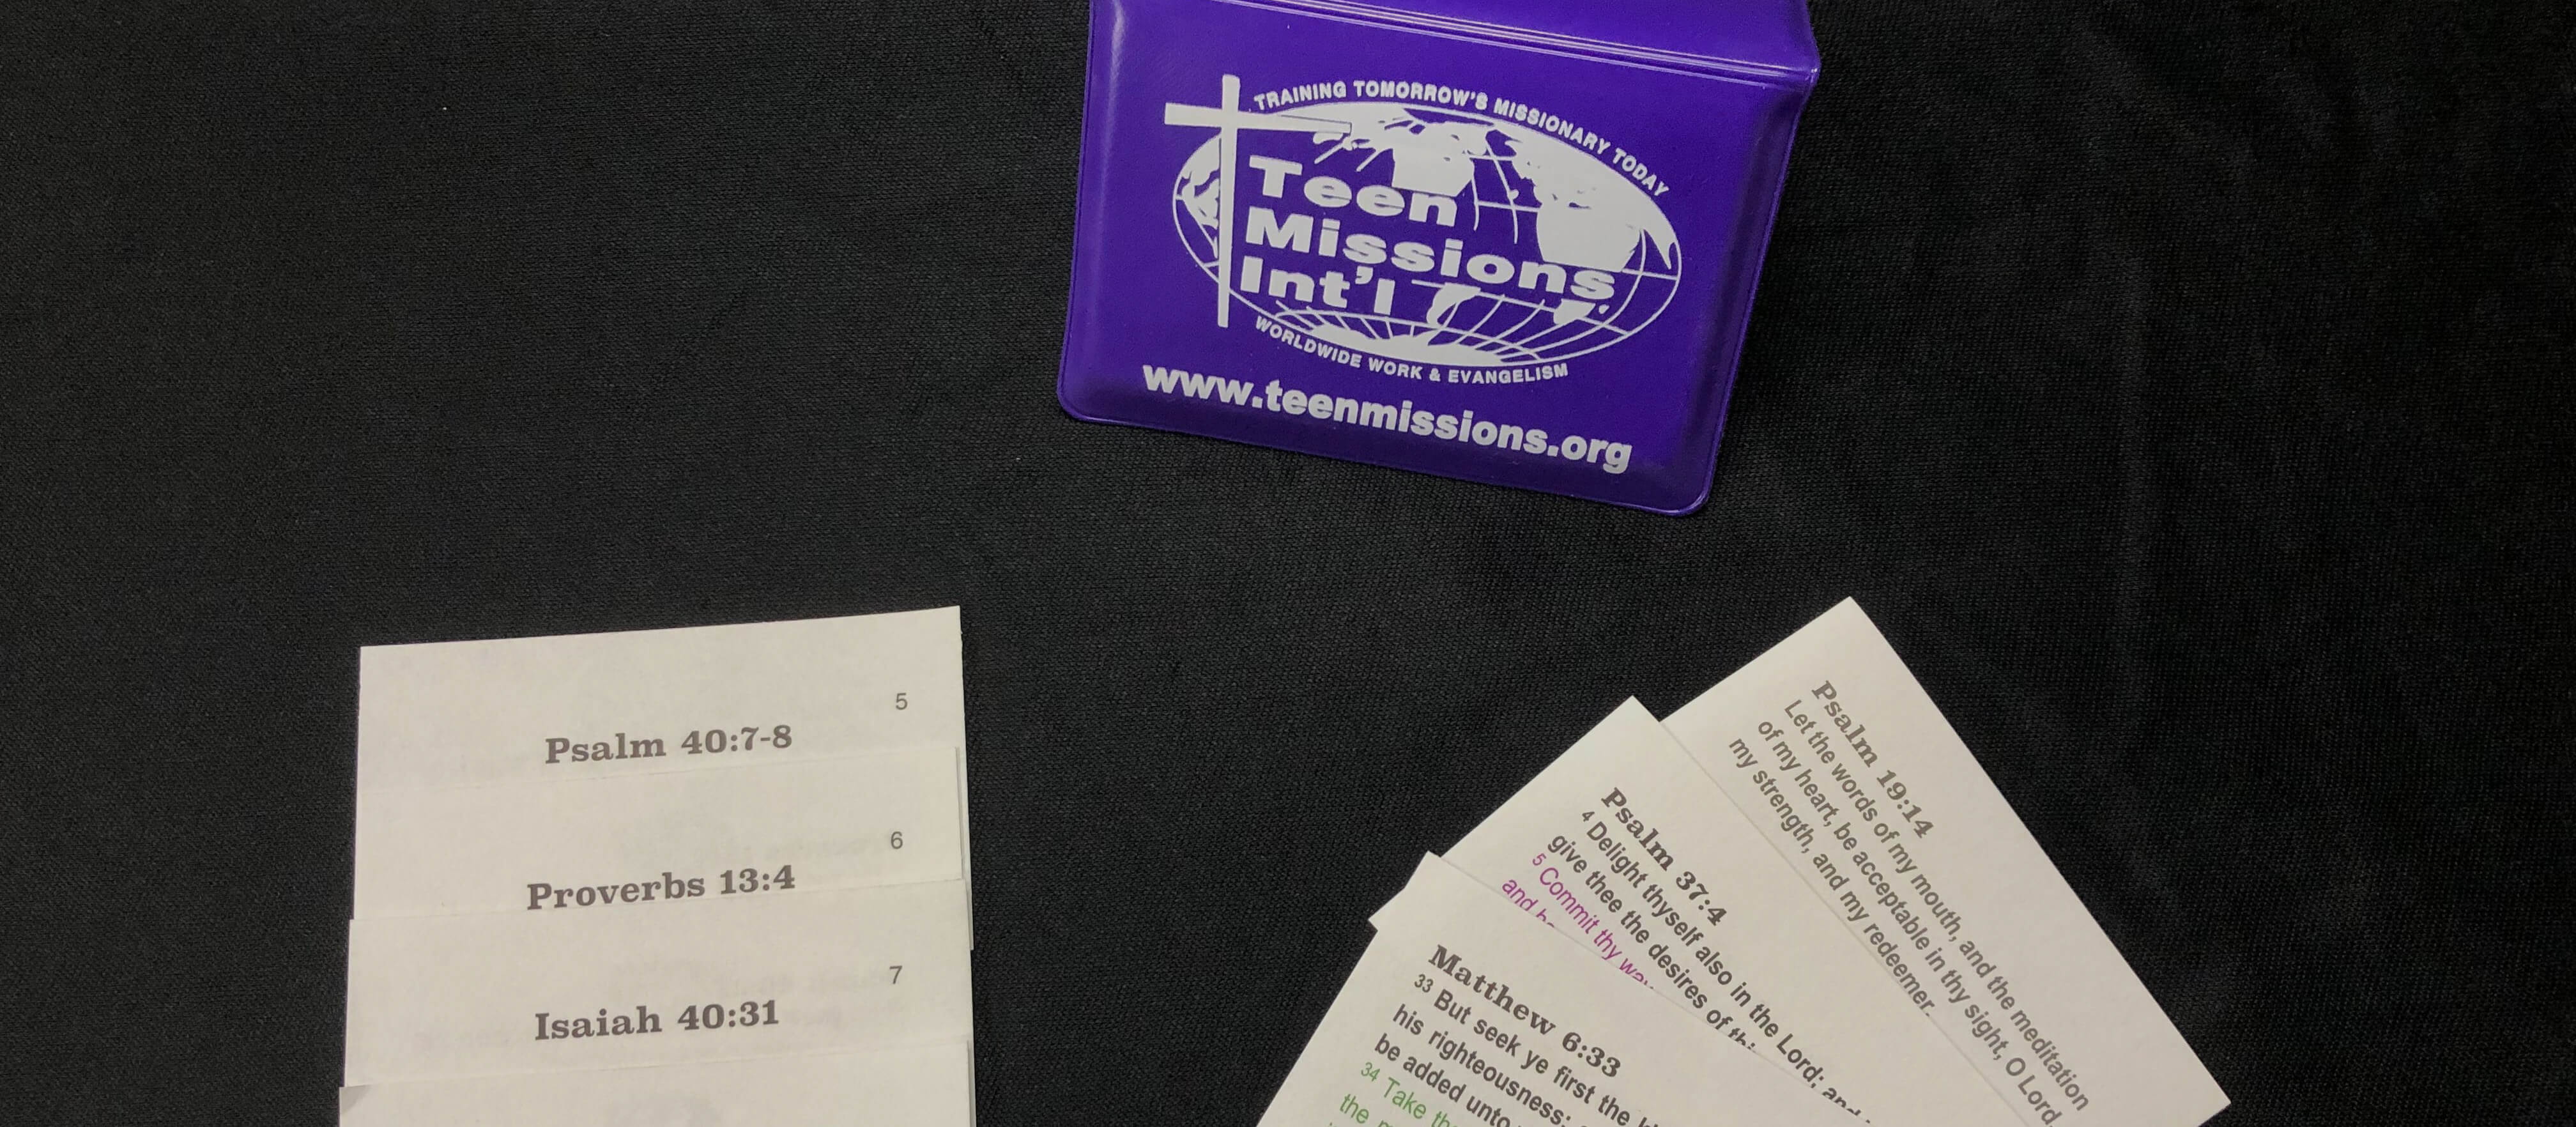 TRAINING TOMORROW'S MISSIONARY TODAY
Teen
Missions
Int'l
WORLDWIDE WORK & EVANGELISM
www.teenmissions.org
5
Psalm 40:7-8
6
Proverbs 13:4
7
Isaiah 40:31
Psalm 19:14
Let the words of my mouth, and the meditation
of my heart, be acceptable in thy sight, O Lord,
my strength, and my redeemer.
Psalm 37:4
4 Delight thyself also in the Lord; and
give thee the desires of
5 Commit thy way
and
Matthew 6:33
33 But seek ye first the
his righteousness;
be added unto
34 Take
the